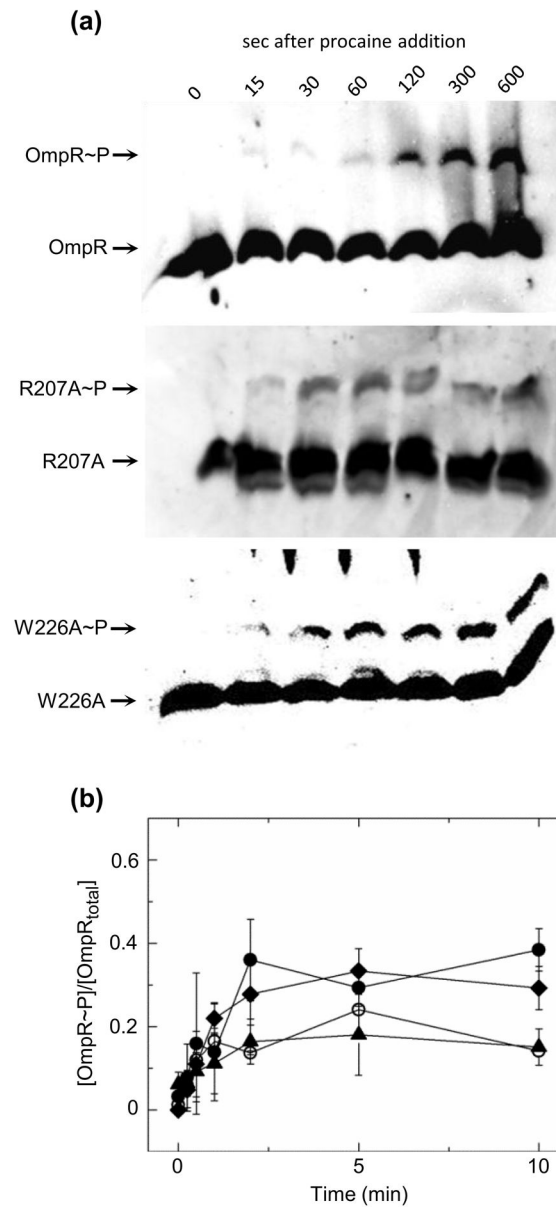 (a)
sec after procaine addition
0 15 30 60 120 300 600
OmpR~P
OmpR
R207A~P
R207A
W226A~P
W226A
(b)
[OmpR~P]/[OmpRtotal]
0.6
0.4
0.2
0
0 5 10
Time (min)